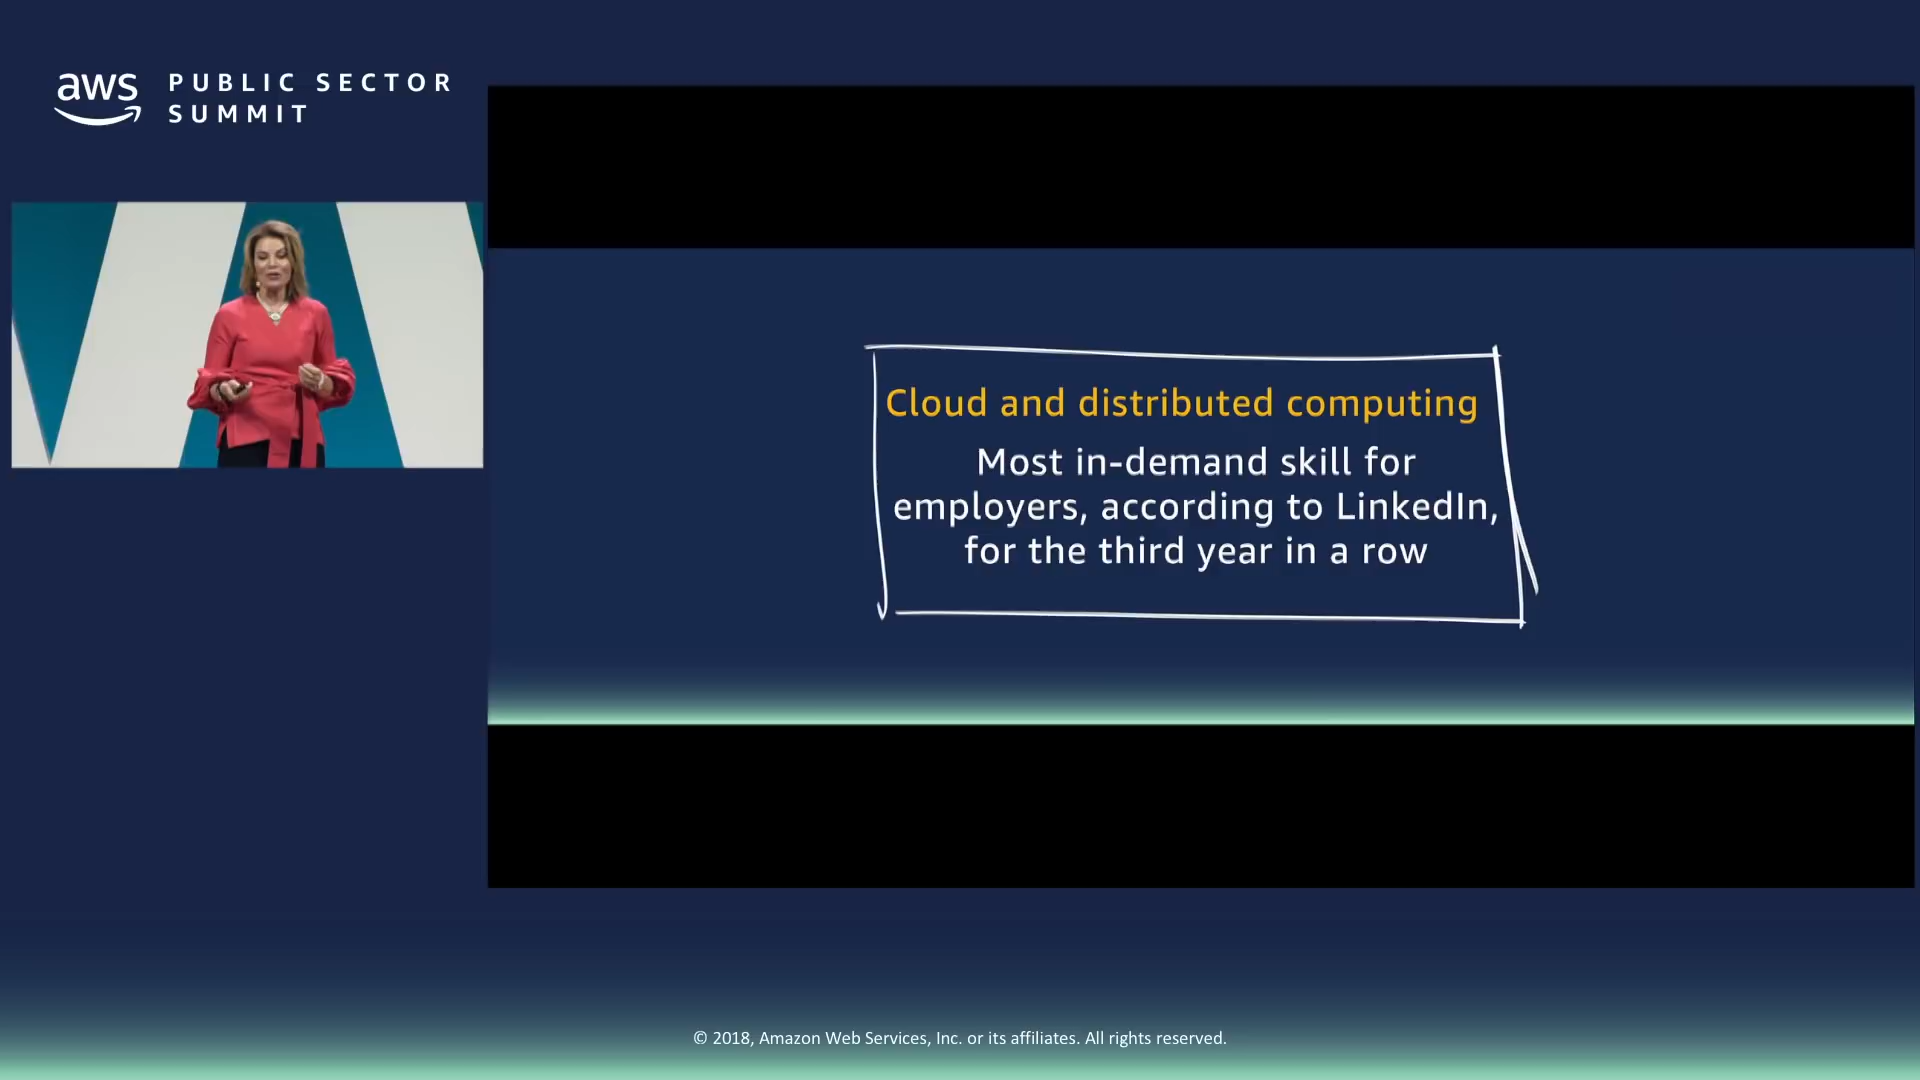 aws
PUBLIC SECTOR
SUMMIT
Cloud and distributed computing
Most in-demand skill for
employers, according to LinkedIn,
for the third year in a row
© 2018, Amazon Web Services, Inc. or its affiliates. All rights reserved.